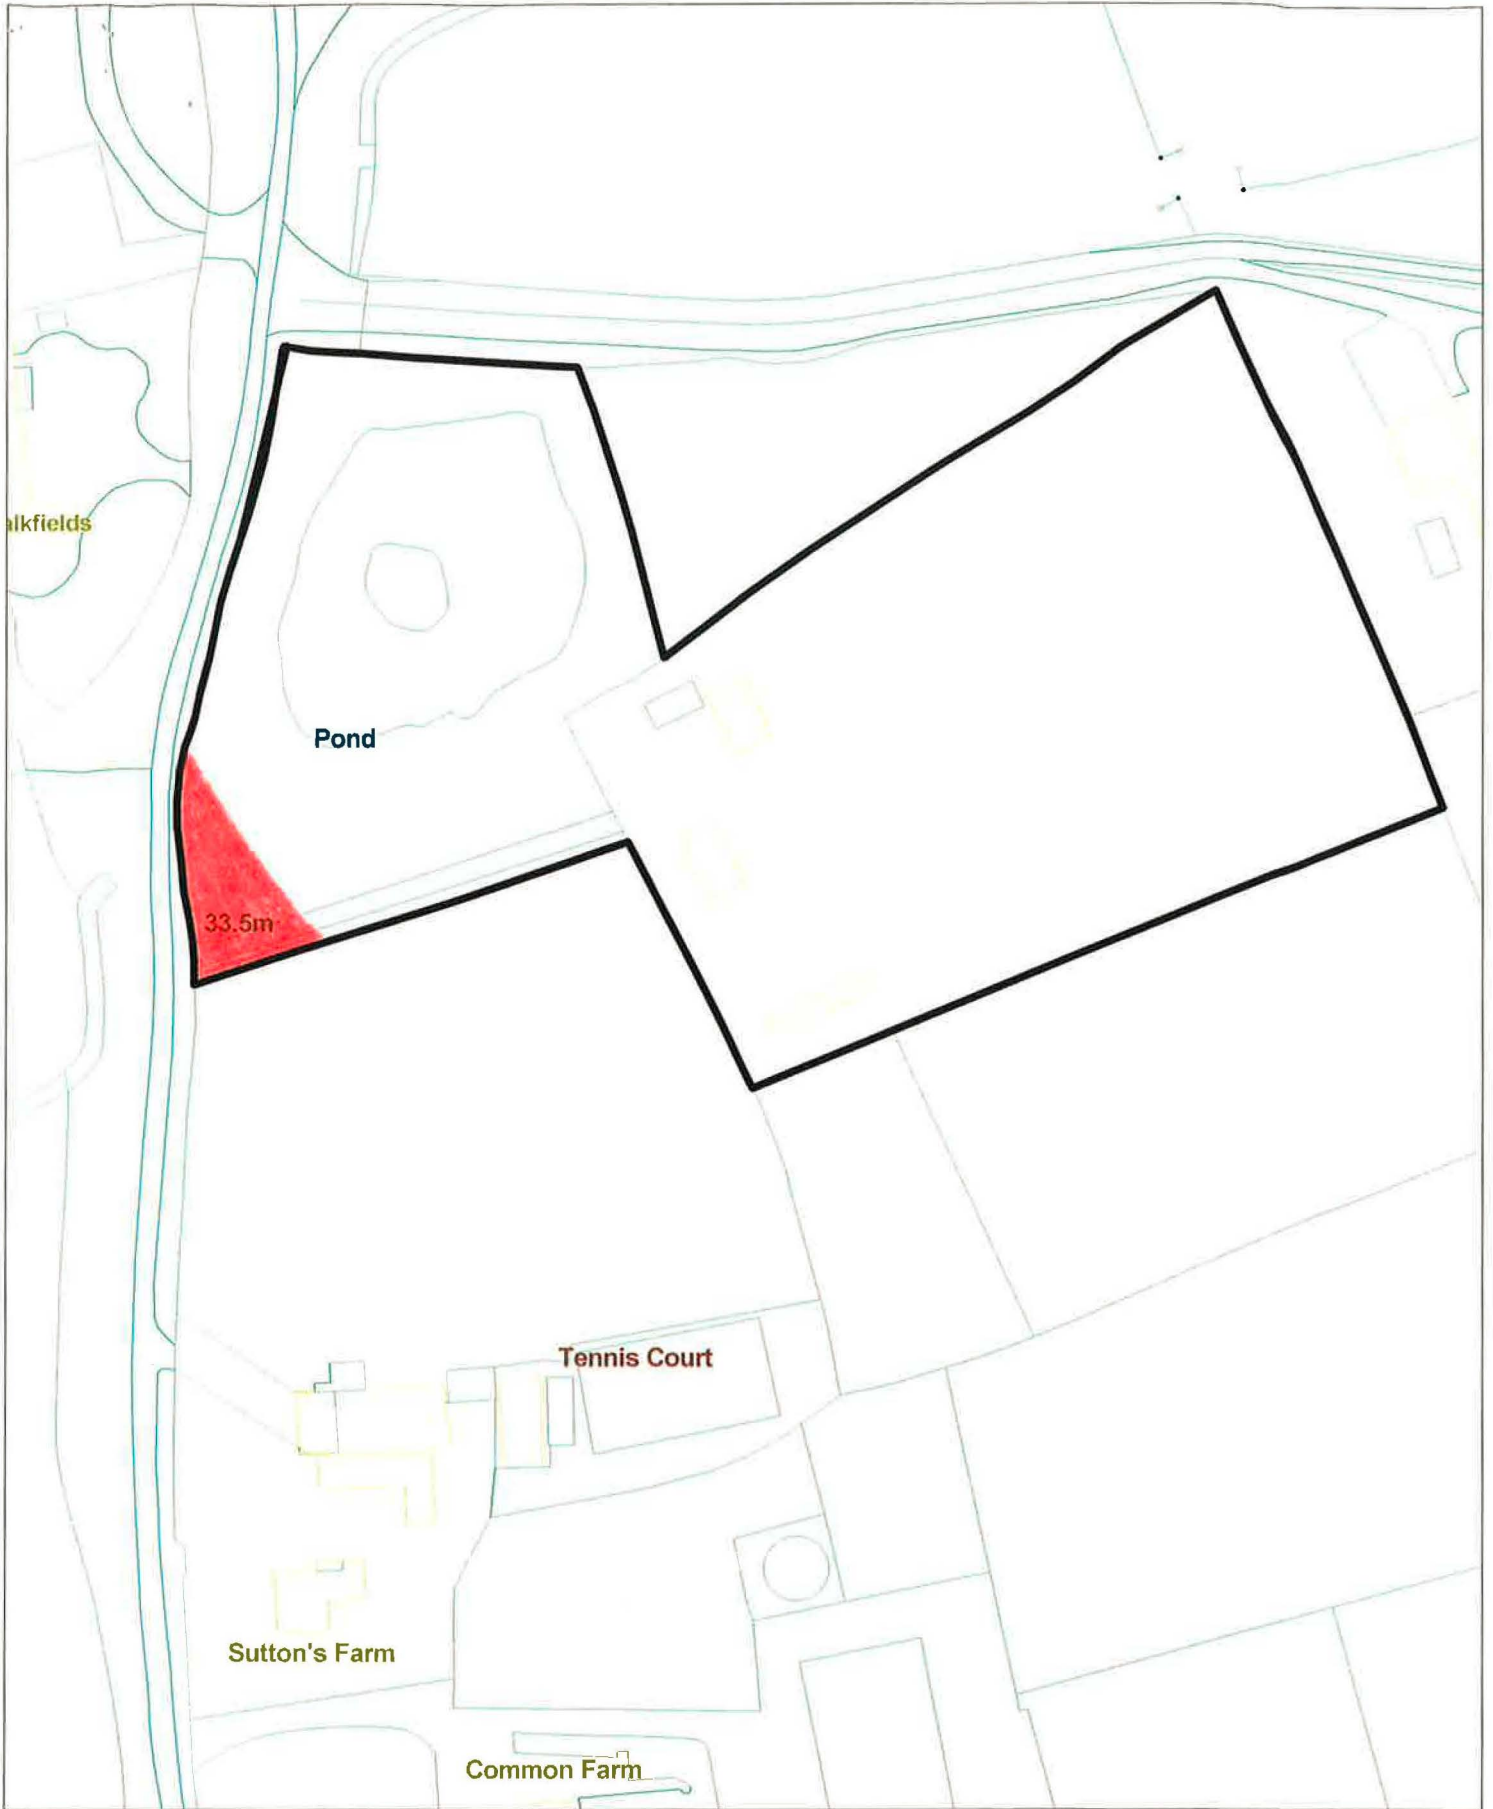 alkfields
Pond
33.5m
Tennis Court
Sutton's Farm
Common Farm